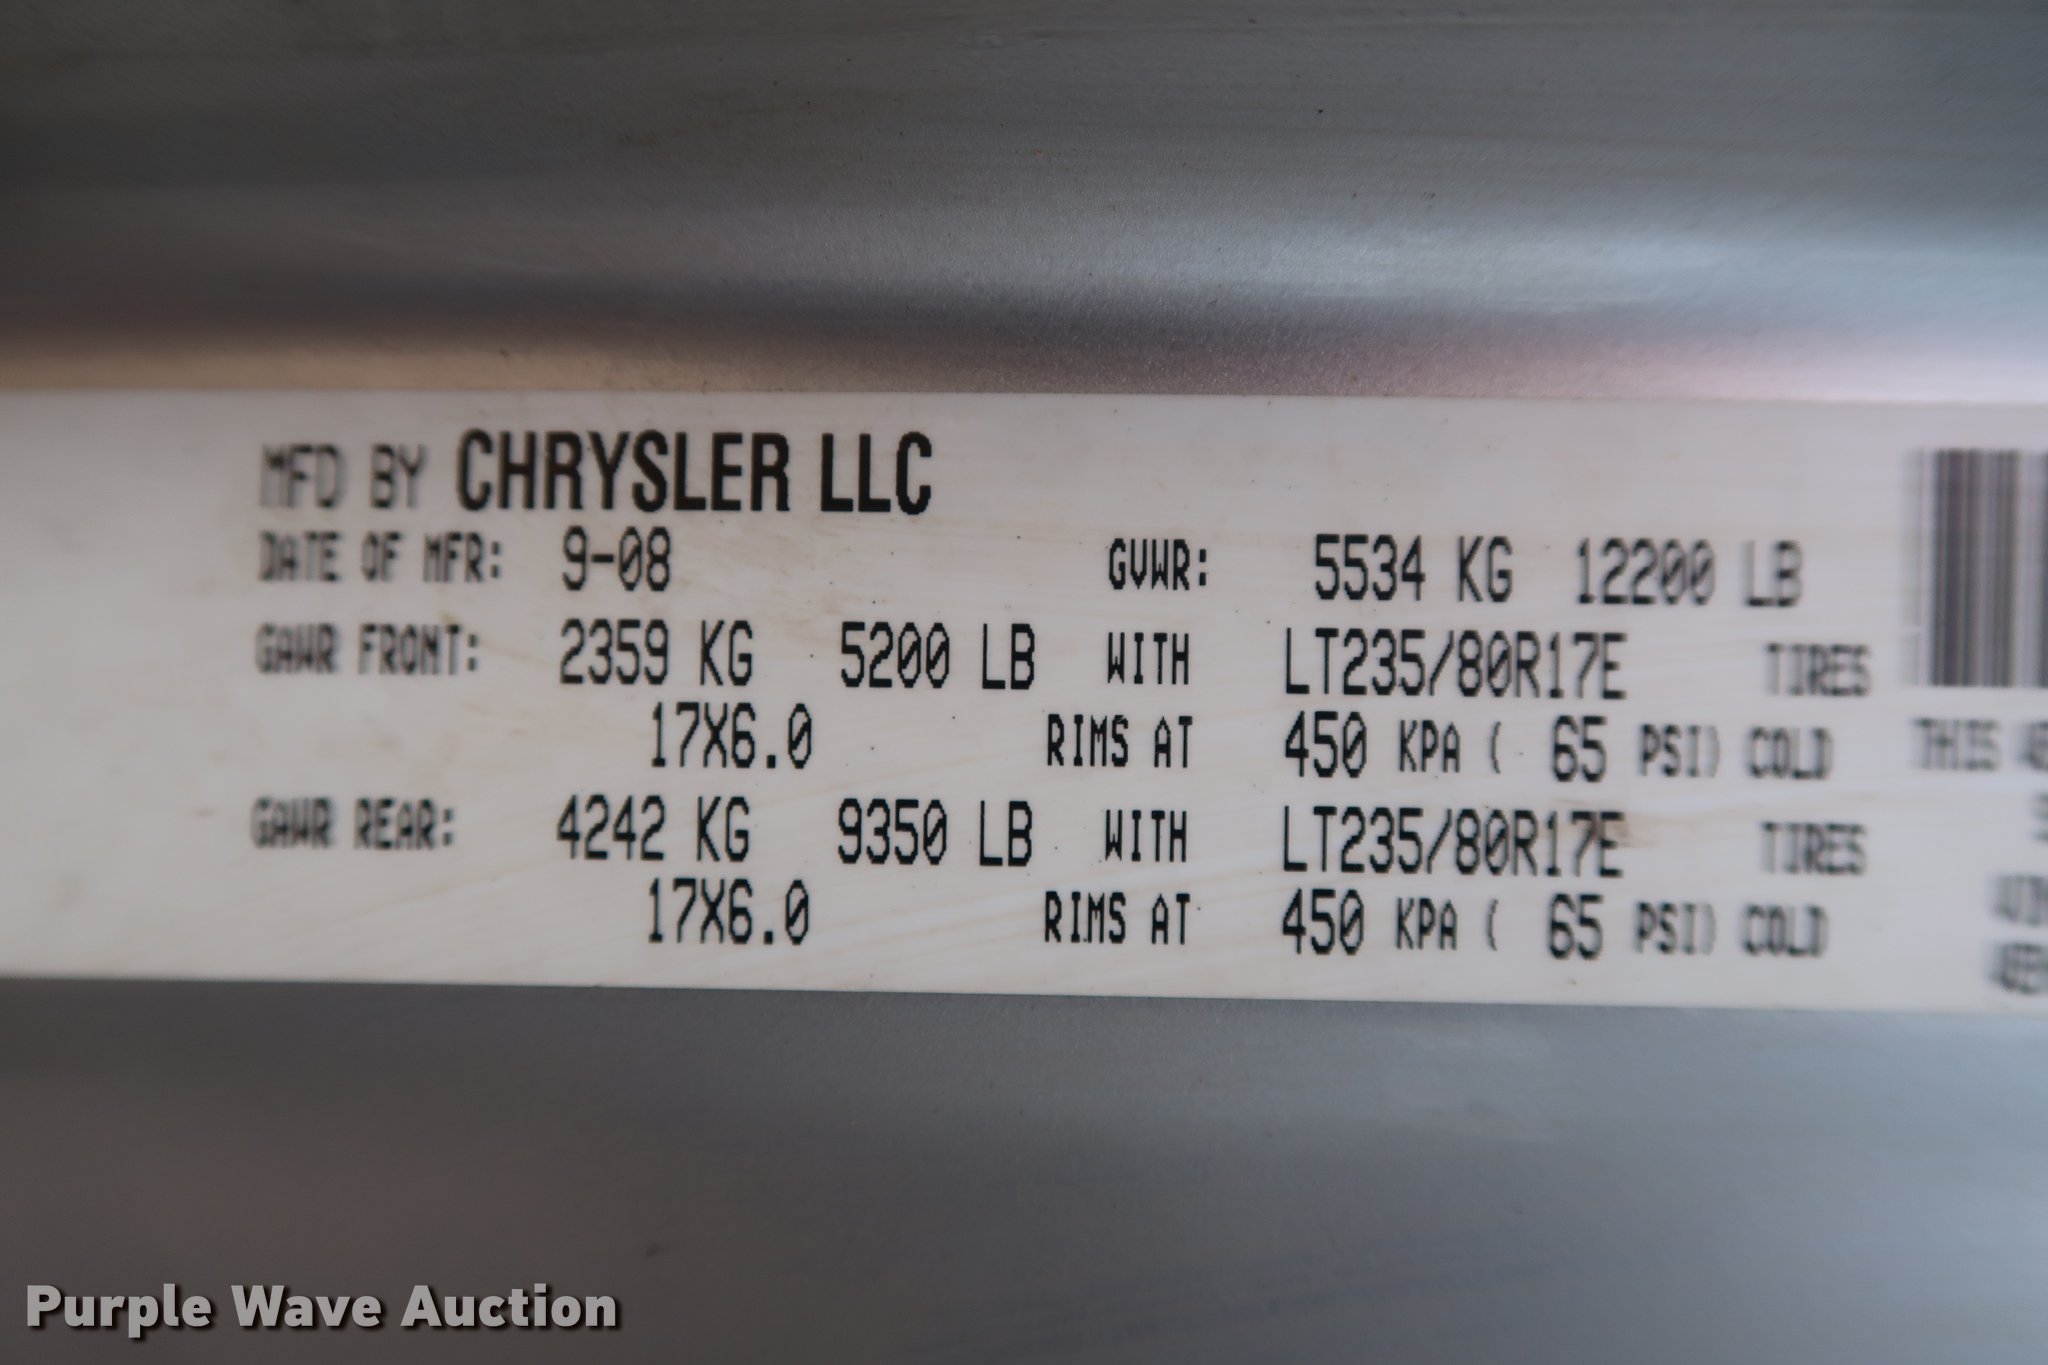 MFD BY CHRYSLER LLC
DATE OF MFR: 9-08 GVWR: 5534 KG 12200 LB
GAWR FRONT: 2359 KG 5200 LB WITH LT235/80R17E TIRES
17X6.0 RIMS AT 450 KPA ( 65 PSI) COLD
GAWR REAR: 4242 KG 9350 LB WITH LT235/80R17E TIRES
17X6.0 RIMS AT 450 KPA ( 65 PSI) COLD
THIS
Purple Wave Auction